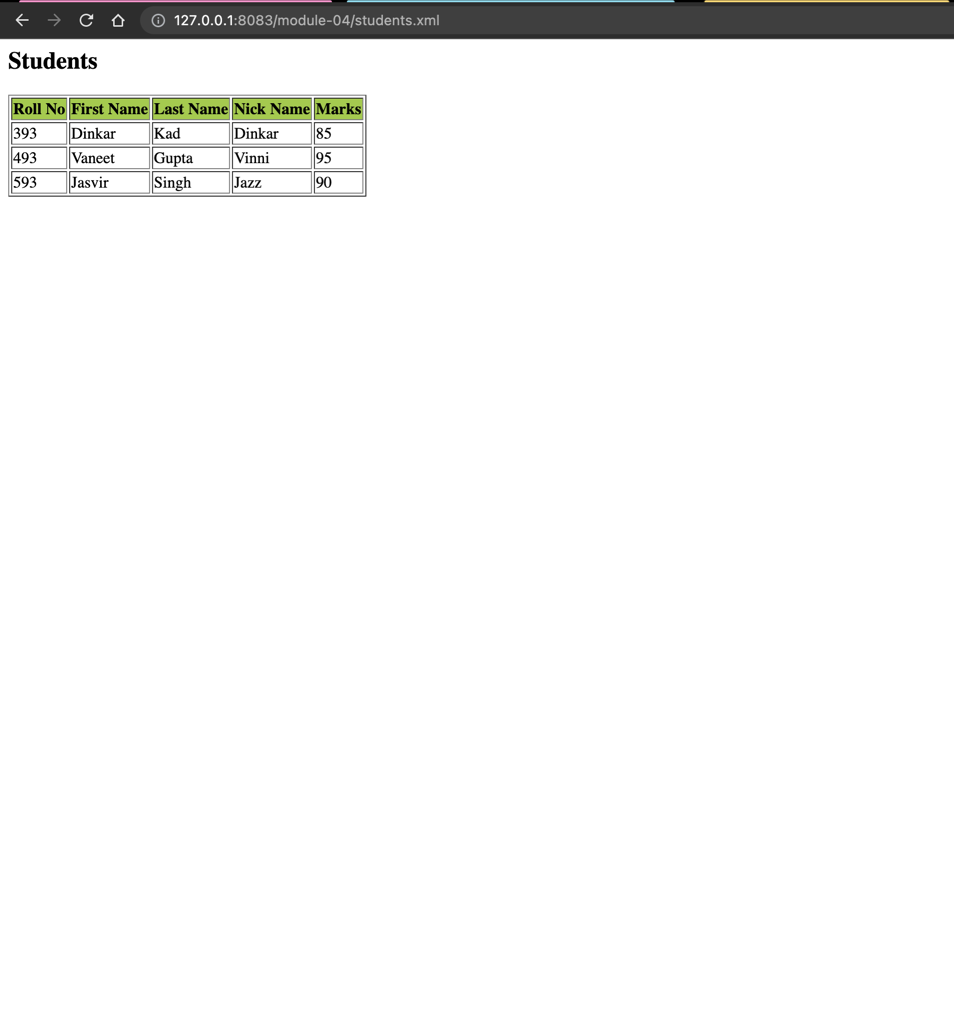 127.0.0.1:8083/module-04/students.xml
Students
Roll No First Name Last Name Nick Name Marks
393 Dinkar Kad Dinkar 85
493 Vaneet Gupta Vinni 95
593 Jasvir Singh Jazz 90